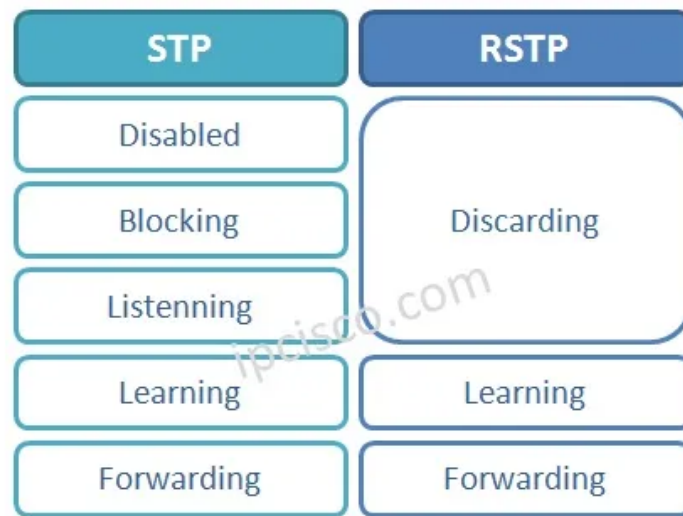 STP RSTP
Disabled
Blocking
Discarding
Listenning
ipcisco.com
Learning Learning
Forwarding Forwarding